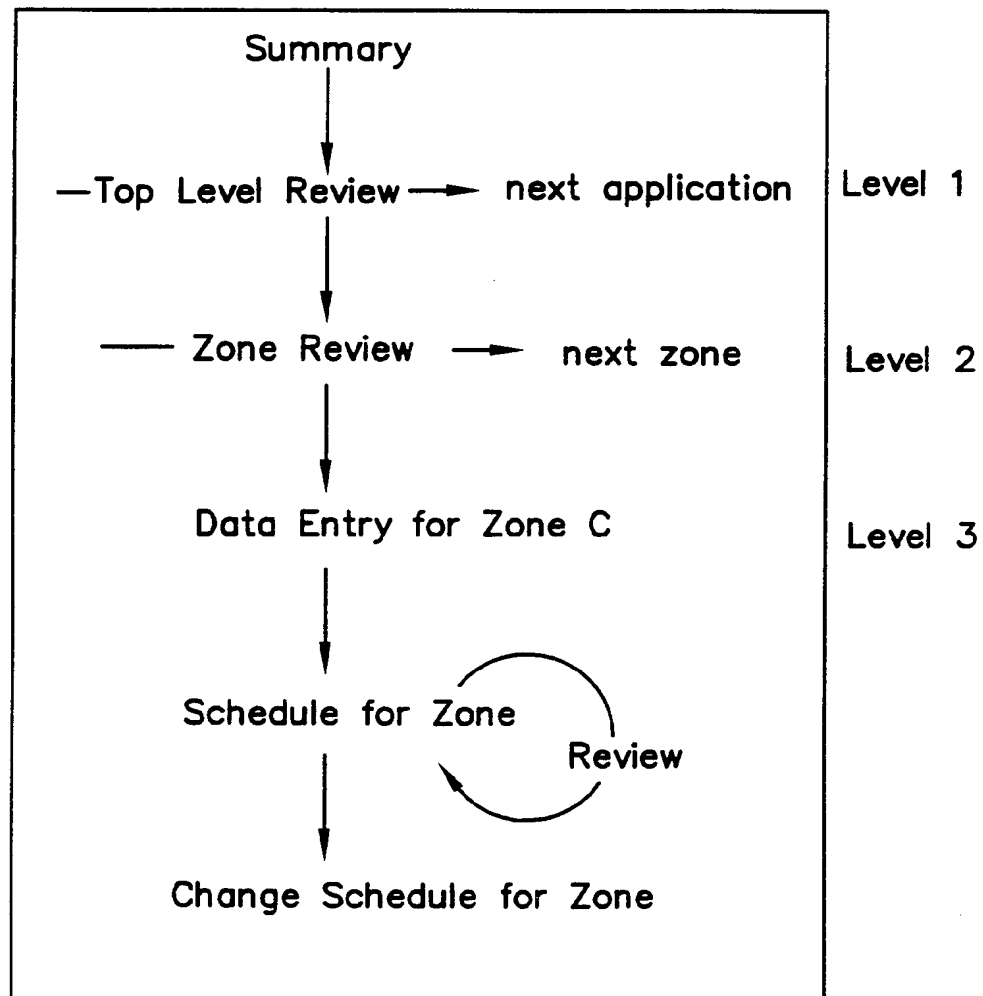 Summary
Top Level Review next application Level 1
Zone Review next zone Level 2
Data Entry for Zone C Level 3
Schedule for Zone
Review
Change Schedule for Zone